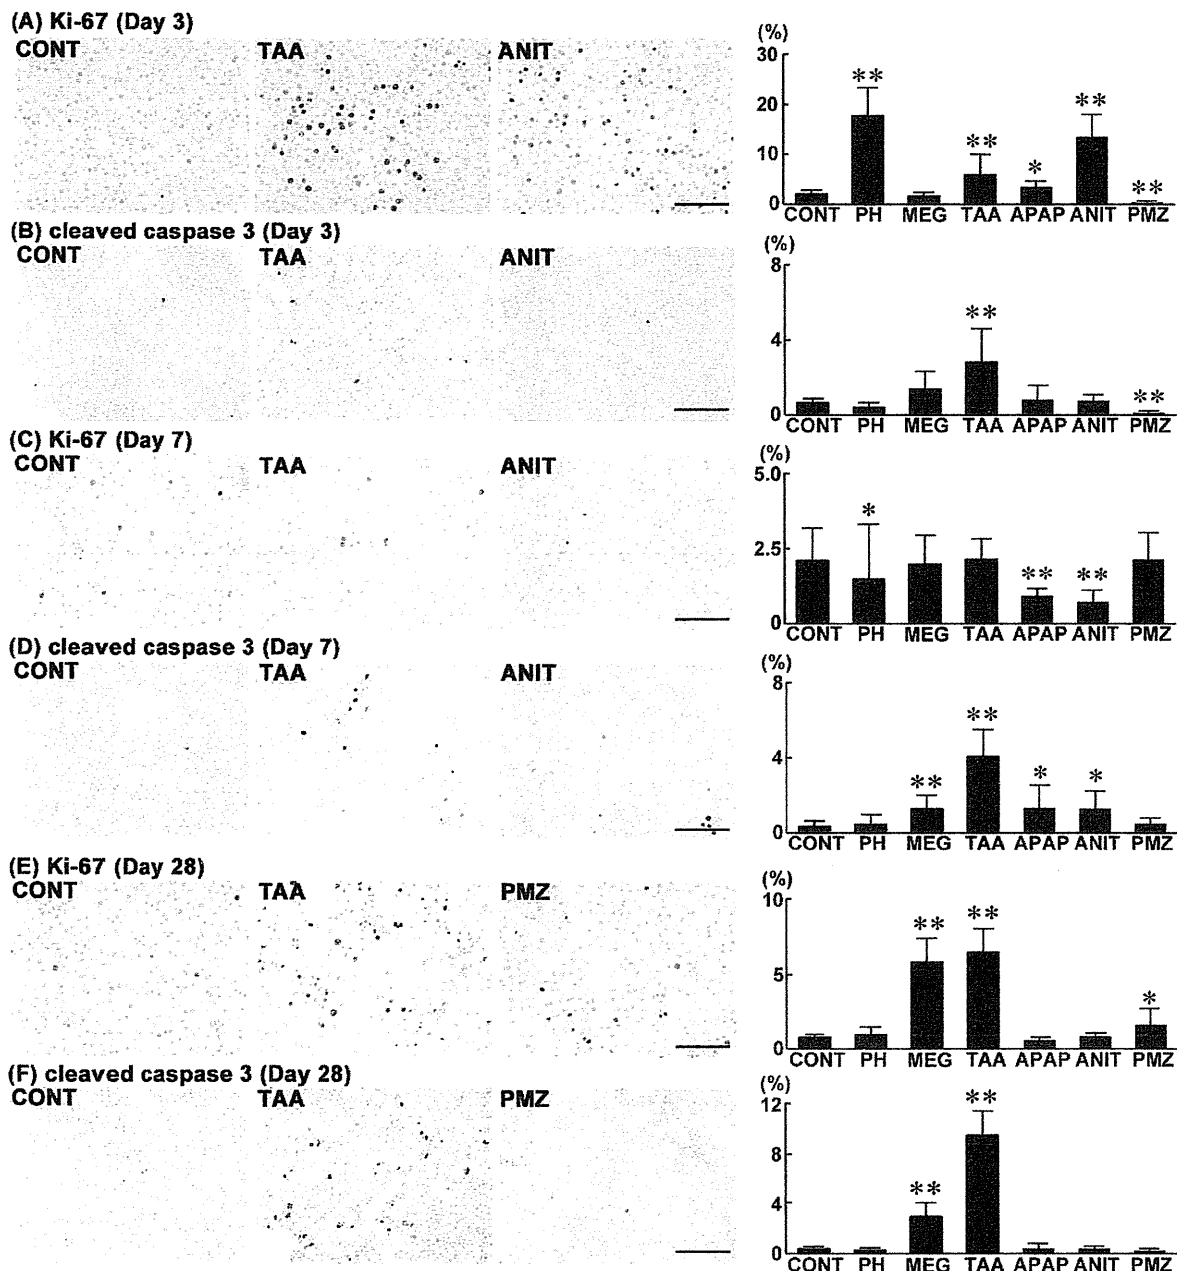 (A) Ki-67 (Day 3)
CONT TAA ANIT
(%)
30
20
10
0
** ** * ** **
CONT PH MEG TAA APAP ANIT PMZ
(B) cleaved caspase 3 (Day 3)
CONT TAA ANIT
(%)
8
4
0
** **
CONT PH MEG TAA APAP ANIT PMZ
(C) Ki-67 (Day 7)
CONT TAA ANIT
(%)
5.0
2.5
0
* ** **
CONT PH MEG TAA APAP ANIT PMZ
(D) cleaved caspase 3 (Day 7)
CONT TAA ANIT
(%)
8
4
0
** ** * *
CONT PH MEG TAA APAP ANIT PMZ
(E) Ki-67 (Day 28)
CONT TAA PMZ
(%)
10
5
0
** ** *
CONT PH MEG TAA APAP ANIT PMZ
(F) cleaved caspase 3 (Day 28)
CONT TAA PMZ
(%)
12
8
4
0
** **
CONT PH MEG TAA APAP ANIT PMZ